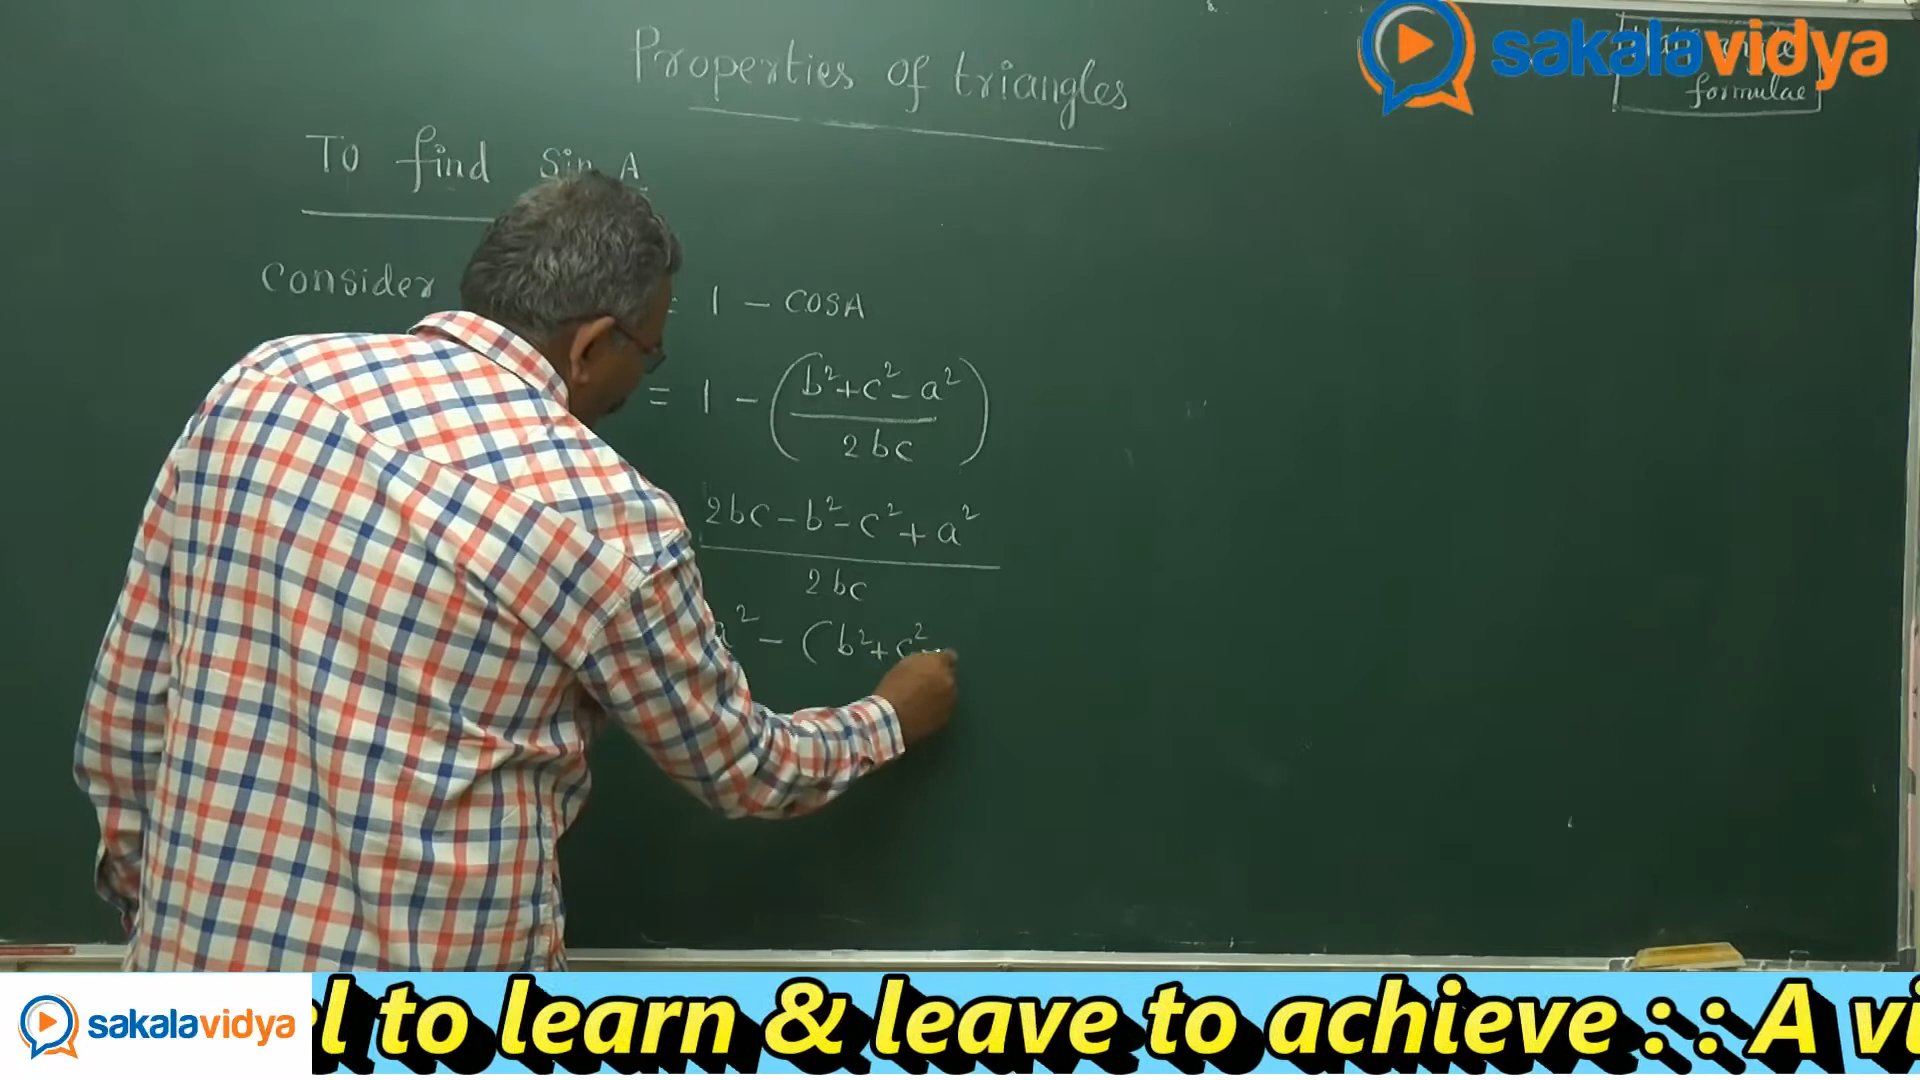 Properties of triangles
sakalavidya
formulae
To find Sin A
Consider = 1 - COSA
= 1 - (b²+c²-a²
2bc)
2bc-b²-c²+a²
2bc
a² - (b²+c²-
sakalavidya
to learn & leave to achieve :: A